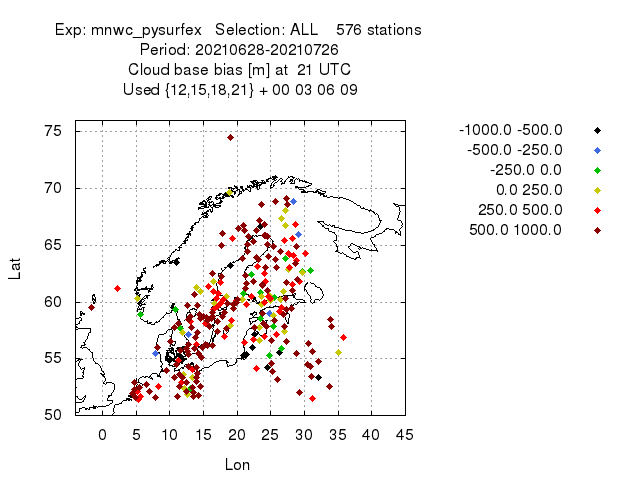 Exp: mnwc_pysurfex   Selection: ALL    576 stations
Period: 20210628-20210726
Cloud base bias [m] at  21 UTC
Used {12,15,18,21} + 00 03 06 09
-1000.0 -500.0
-500.0 -250.0
-250.0 0.0
0.0 250.0
250.0 500.0
500.0 1000.0
75
70
65
60
55
50
Lat
0 5 10 15 20 25 30 35 40 45
Lon